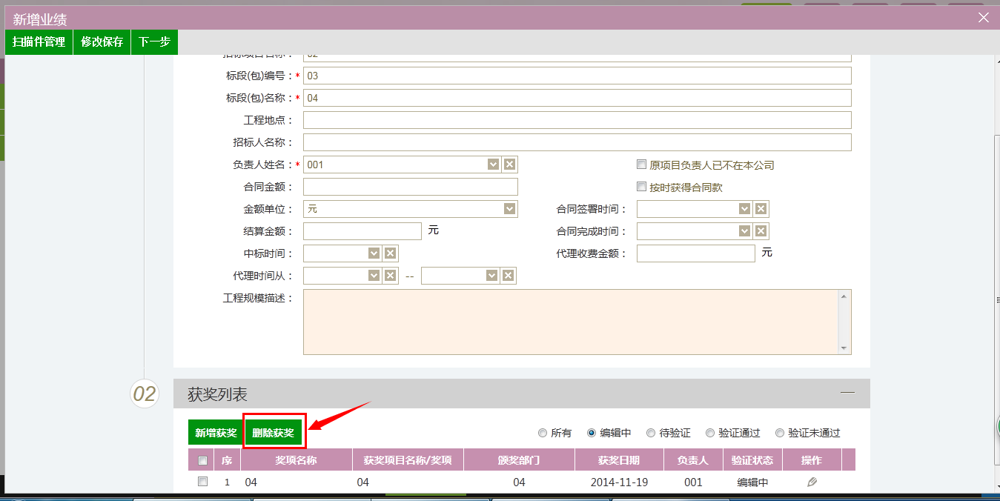 新增业绩
扫描件管理 修改保存 下一步
招标项目名称： 02
标段(包)编号：* 03
标段(包)名称：* 04
工程地点：
招标人名称：
负责人姓名：* 001 原项目负责人已不在本公司
合同金额： 按时获得合同款
金额单位： 元 合同签署时间：
结算金额： 元 合同完成时间：
中标时间： 代理收费金额： 元
代理时间从： --
工程规模描述：
02 获奖列表
新增获奖 删除获奖 所有 编辑中 待验证 验证通过 验证未通过
序 奖项名称 获奖项目名称/奖项 颁奖部门 获奖日期 负责人 验证状态 操作
1 04 04 04 2014-11-19 001 编辑中